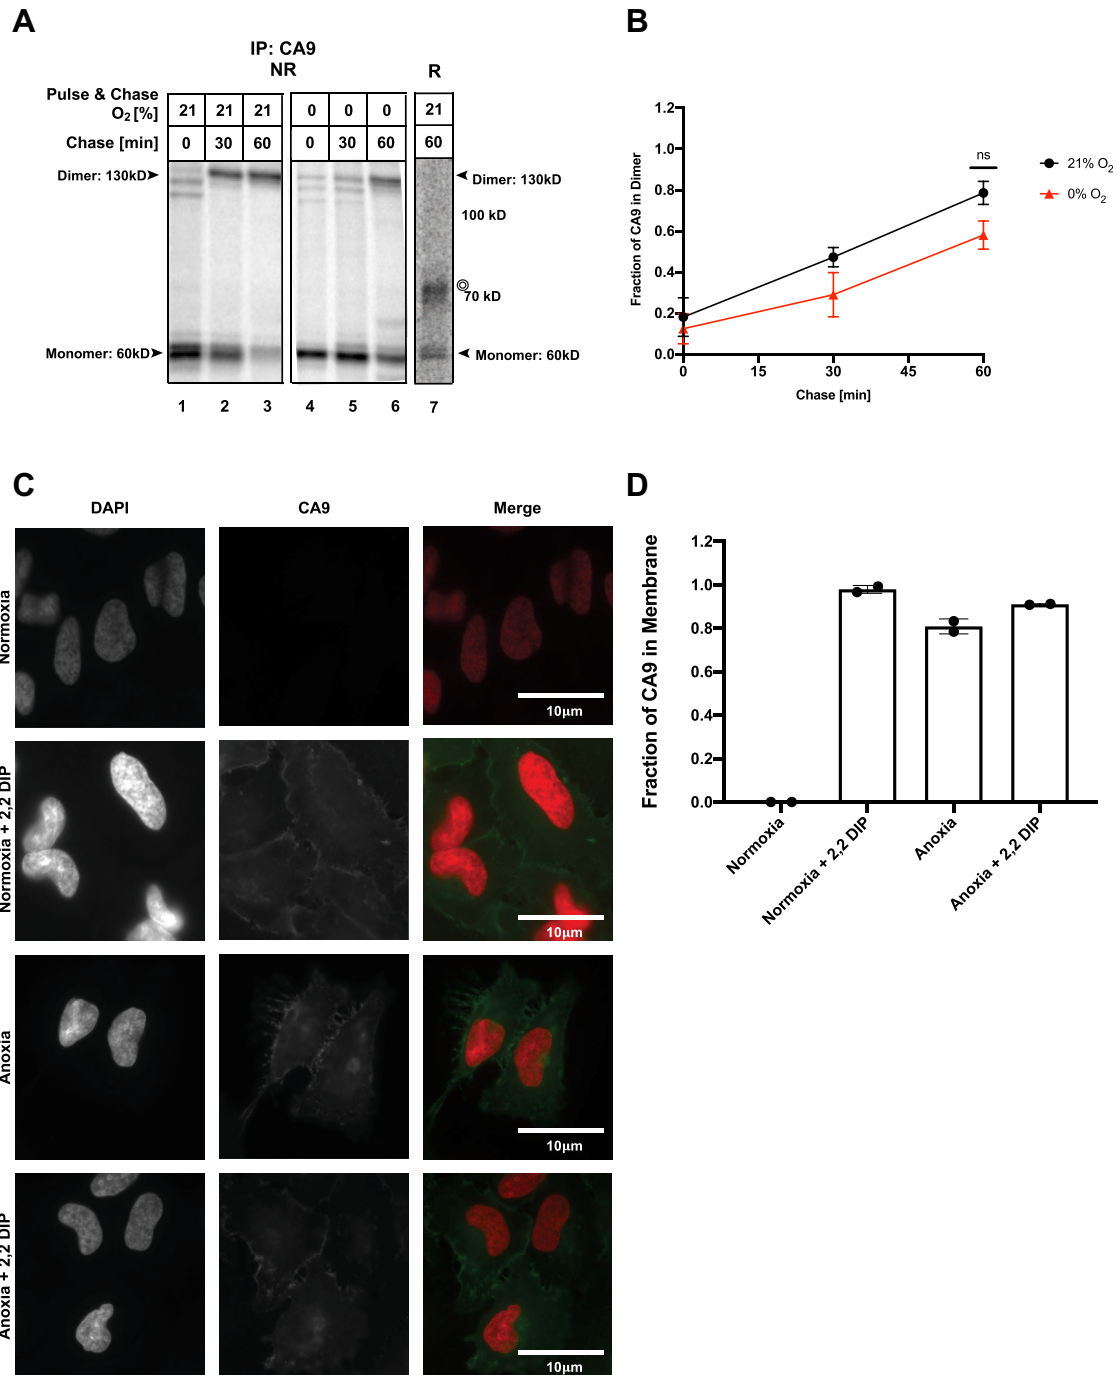 A
IP: CA9
NR
R
Pulse & Chase
O₂ [%]
21 21 21 0 0 0 21
Chase [min] 0 30 60 0 30 60 60
Dimer: 130kD
Dimer: 130kD
100 kD
70 kD
Monomer: 60kD
Monomer: 60kD
1 2 3 4 5 6 7
B
Fraction of CA9 in Dimer
1.2
1.0
0.8
0.6
0.4
0.2
0.0
0 15 30 45 60
Chase [min]
ns
21% O₂
0% O₂
C
DAPI CA9 Merge
Normoxia
10μm
Normoxia + 2,2 DIP
10μm
Anoxia
10μm
Anoxia + 2,2 DIP
10μm
D
Fraction of CA9 in Membrane
1.2
1.0
0.8
0.6
0.4
0.2
0.0
Normoxia
Normoxia + 2,2 DIP
Anoxia
Anoxia + 2,2 DIP